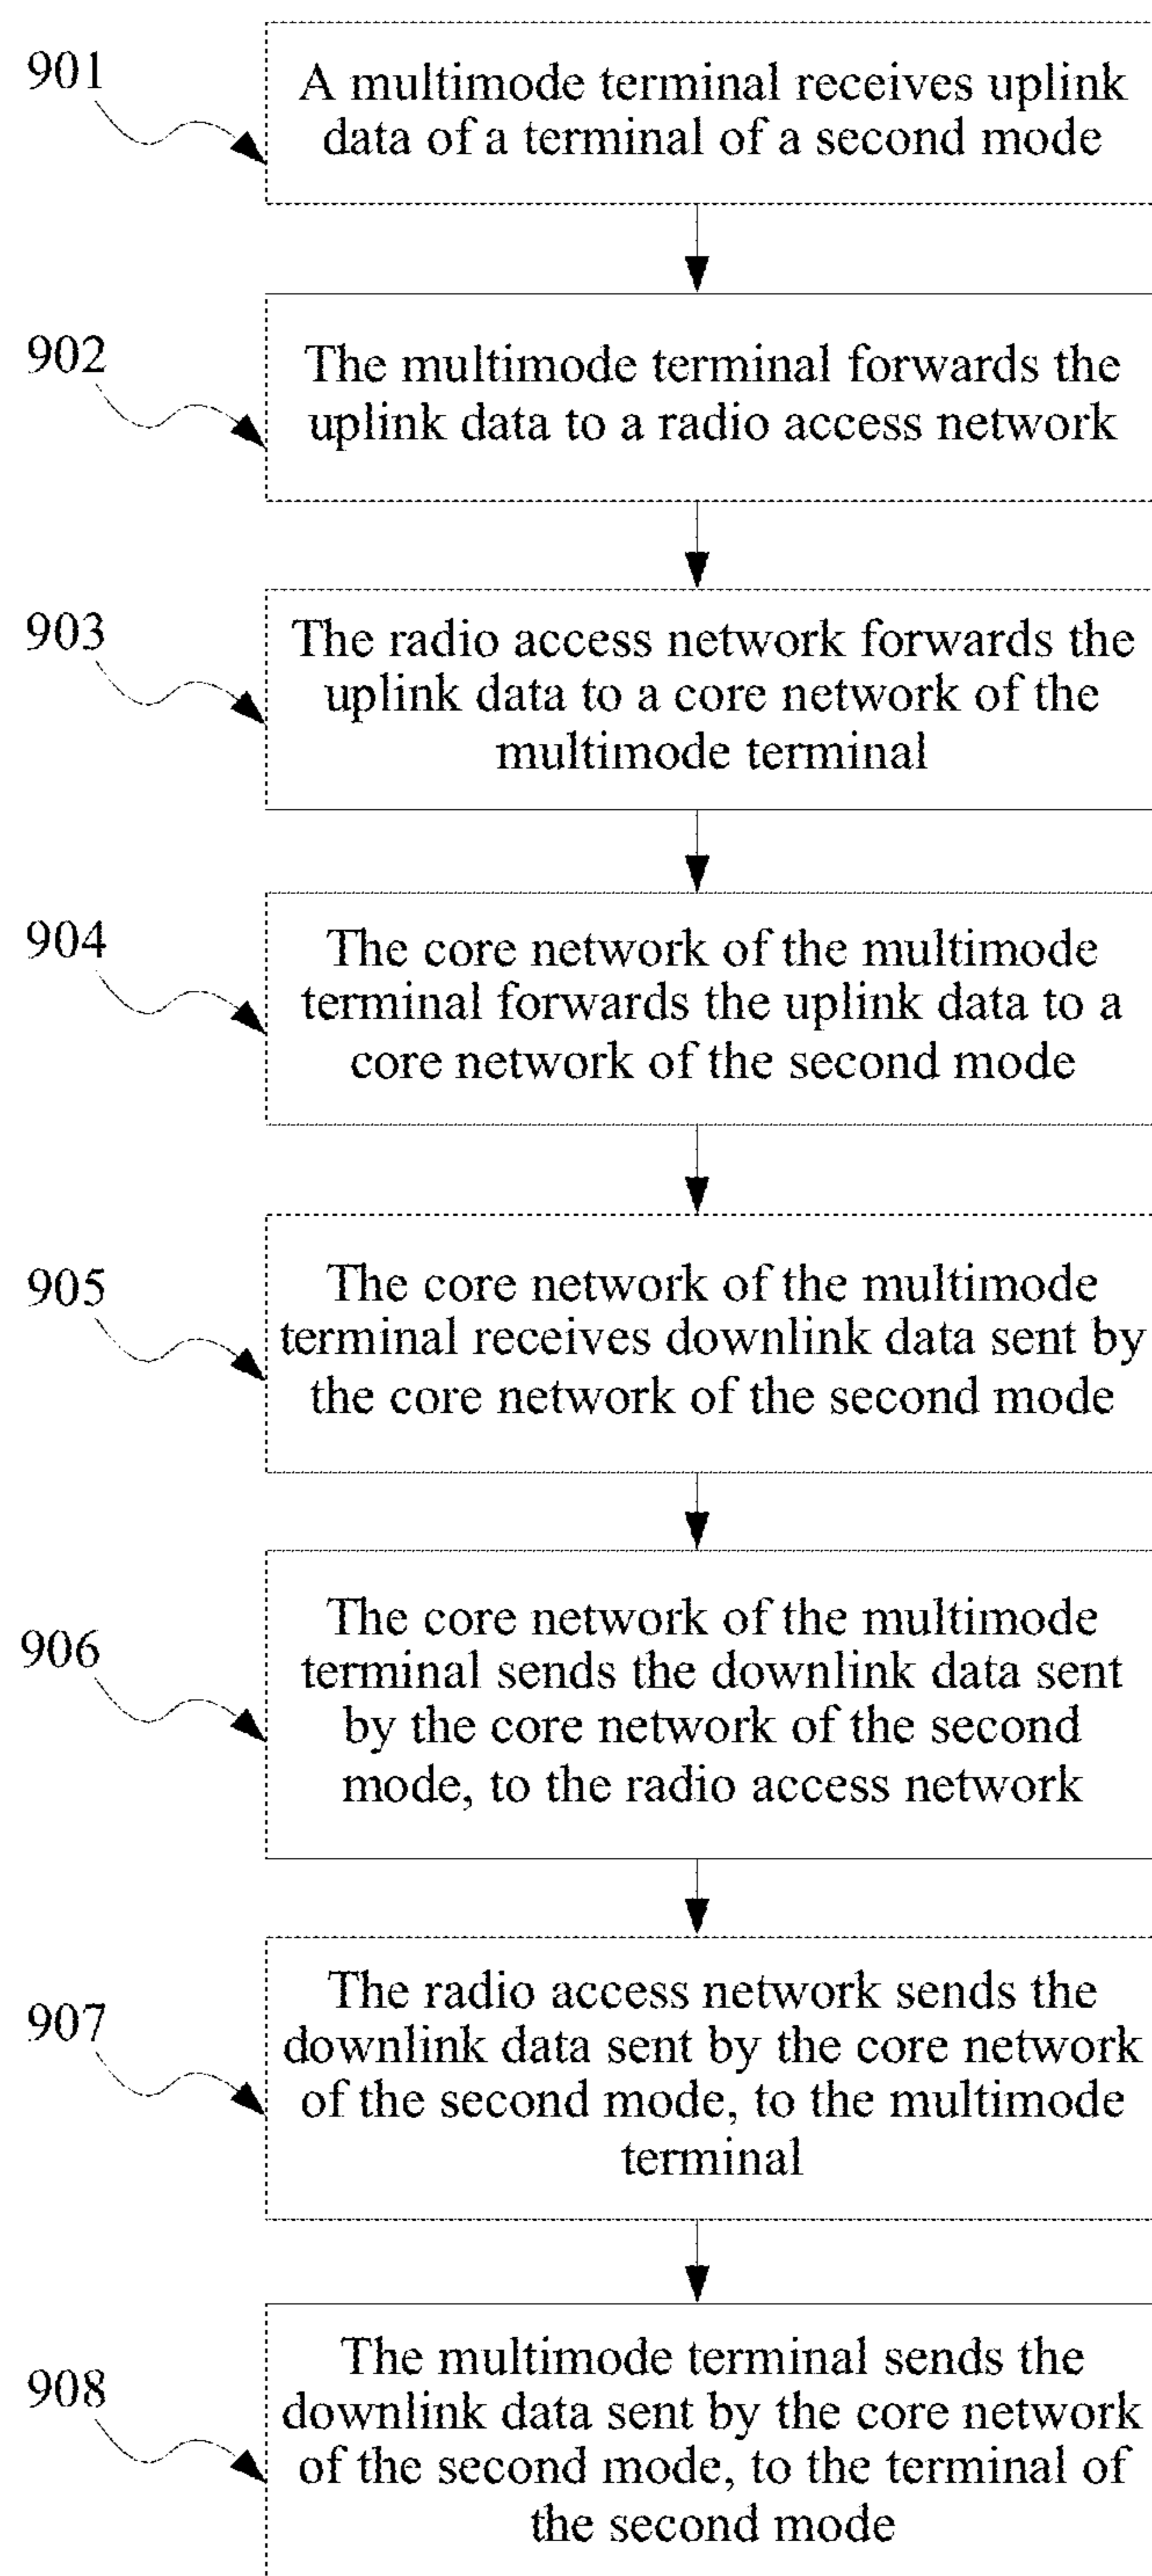 901
A multimode terminal receives uplink
data of a terminal of a second mode
902
The multimode terminal forwards the
uplink data to a radio access network
903
The radio access network forwards the
uplink data to a core network of the
multimode terminal
904
The core network of the multimode
terminal forwards the uplink data to a
core network of the second mode
905
The core network of the multimode
terminal receives downlink data sent by
the core network of the second mode
906
The core network of the multimode
terminal sends the downlink data sent
by the core network of the second
mode, to the radio access network
907
The radio access network sends the
downlink data sent by the core network
of the second mode, to the multimode
terminal
908
The multimode terminal sends the
downlink data sent by the core network
of the second mode, to the terminal of
the second mode